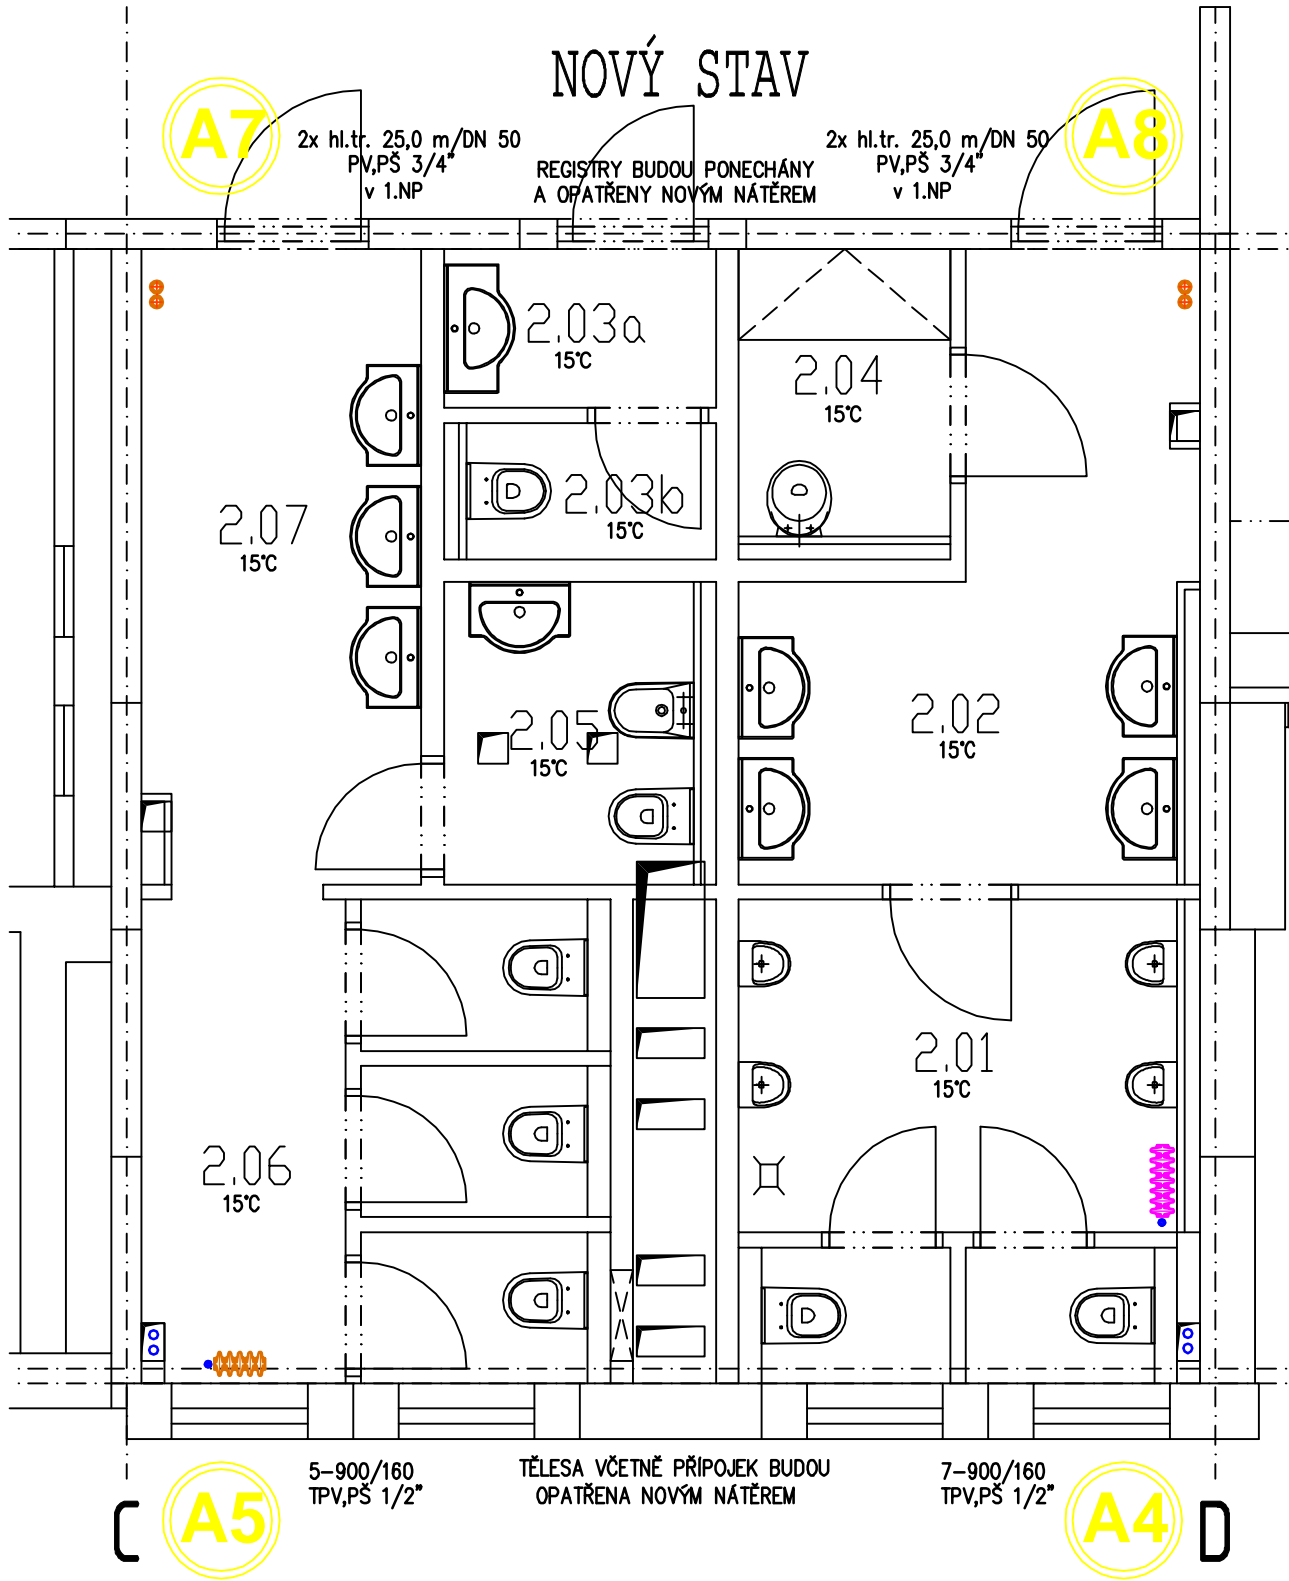 NOVÝ STAV
A7
2x hl.tr. 25,0 m/DN 50
PV,PŠ 3/4"
v 1.NP
REGISTRY BUDOU PONECHÁNY
A OPATŘENY NOVÝM NÁTĚREM
2x hl.tr. 25,0 m/DN 50
PV,PŠ 3/4"
v 1.NP
A8
2.03a
15°C
2.04
15°C
2.03b
15°C
2.07
15°C
2.05
15°C
2.02
15°C
2.01
15°C
2.06
15°C
5-900/160
TPV,PŠ 1/2"
TĚLESA VČETNĚ PŘÍPOJEK BUDOU
OPATŘENA NOVÝM NÁTĚREM
7-900/160
TPV,PŠ 1/2"
C
A5
A4
D